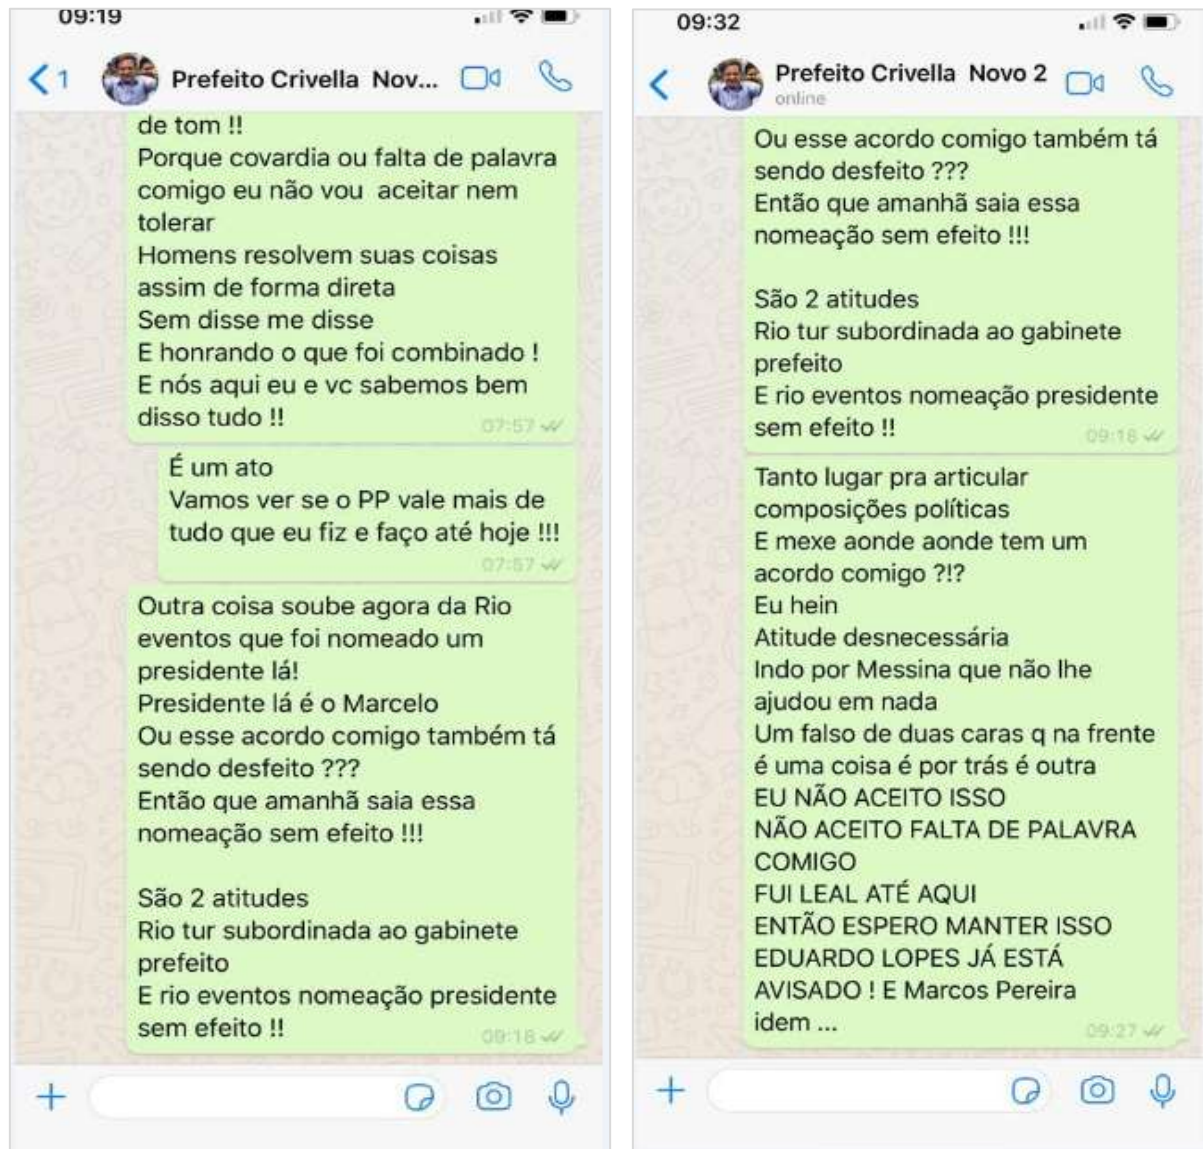 09:19
1
Prefeito Crivella Nov...
de tom !!
Porque covardia ou falta de palavra
comigo eu não vou aceitar nem
tolerar
Homens resolvem suas coisas
assim de forma direta
Sem disse me disse
E honrando o que foi combinado !
E nós aqui eu e vc sabemos bem
disso tudo !!
07:57
É um ato
Vamos ver se o PP vale mais de
tudo que eu fiz e faço até hoje !!!
07:57
Outra coisa soube agora da Rio
eventos que foi nomeado um
presidente lá!
Presidente lá é o Marcelo
Ou esse acordo comigo também tá
sendo desfeito ???
Então que amanhã saia essa
nomeação sem efeito !!!
São 2 atitudes
Rio tur subordinada ao gabinete
prefeito
E rio eventos nomeação presidente
sem efeito !!
09:18
09:32
Prefeito Crivella Novo 2
online
Ou esse acordo comigo também tá
sendo desfeito ???
Então que amanhã saia essa
nomeação sem efeito !!!
São 2 atitudes
Rio tur subordinada ao gabinete
prefeito
E rio eventos nomeação presidente
sem efeito !!
09:18
Tanto lugar pra articular
composições políticas
E mexe aonde aonde tem um
acordo comigo ?!?
Eu hein
Atitude desnecessária
Indo por Messina que não lhe
ajudou em nada
Um falso de duas caras q na frente
é uma coisa é por trás é outra
EU NÃO ACEITO ISSO
NÃO ACEITO FALTA DE PALAVRA
COMIGO
FUI LEAL ATÉ AQUI
ENTÃO ESPERO MANTER ISSO
EDUARDO LOPES JÁ ESTÁ
AVISADO ! E Marcos Pereira
idem ...
09:27